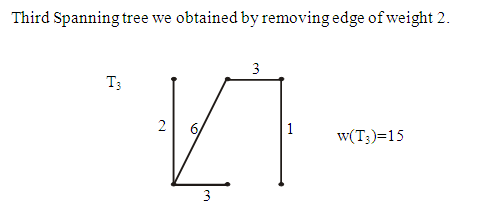 Third Spanning tree we obtained by removing edge of weight 2.
3
T₃
2
6
1
w(T₃)=15
3